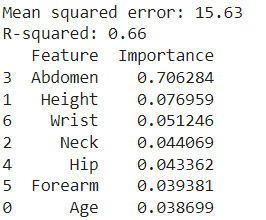 Mean squared error: 15.63
R-squared: 0.66
   Feature  Importance
3  Abdomen    0.706284
1   Height    0.076959
6    Wrist    0.051246
2     Neck    0.044069
4      Hip    0.043362
5  Forearm    0.039381
0      Age    0.038699